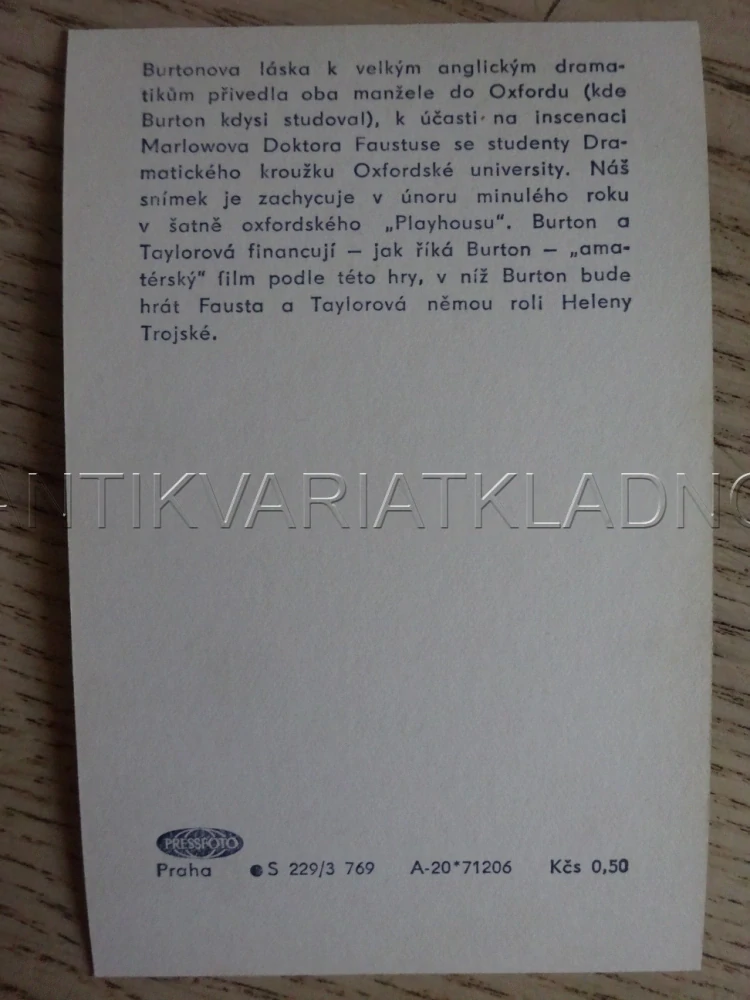 Burtonova láska k velkým anglickým drama-
tikům přivedla oba manžele do Oxfordu (kde
Burton kdysi studoval), k účasti na inscenaci
Marlowova Doktora Faustuse se studenty Dra-
matického kroužku Oxfordské university. Náš
snímek je zachycuje v únoru minulého roku
v šatně oxfordského „Playhousu". Burton a
Taylorová financují — jak říká Burton — „ama-
térský" film podle této hry, v níž Burton bude
hrát Fausta a Taylorová němou roli Heleny
Trojské.
NTIKVARIATKLADNO
PRESSFOTO
Praha S 229/3 769 A-20*71206 Kčs 0,50